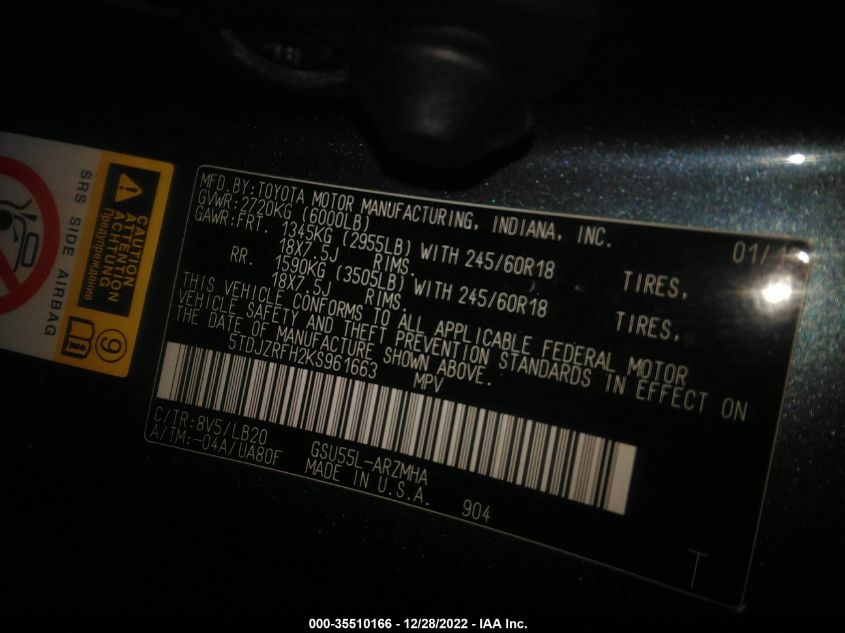 SRS SIDE AIRBAG
CAUTION
ATTENTION
ACHTUNG
Предупреждение
9
MFD. BY: TOYOTA MOTOR MANUFACTURING, INDIANA, INC.
GVWR: 2720KG (6000LB)
GAWR: FRT. 1345KG (2955LB) WITH 245/60R18 TIRES,
18X7.5J RIMS.
RR. 1590KG (3505LB) WITH 245/60R18 TIRES,
18X7.5J RIMS.
THIS VEHICLE CONFORMS TO ALL APPLICABLE FEDERAL MOTOR
VEHICLE SAFETY AND THEFT PREVENTION STANDARDS IN EFFECT ON
THE DATE OF MANUFACTURE SHOWN ABOVE.
5TDJZRFH2KS961663 MPV
C/TR: 8V5/LB20
A/TM:-04A/UA80F
GSU55L-ARZMHA
MADE IN U.S.A. 904
T
000-35510166 - 12/28/2022 - IAA Inc.